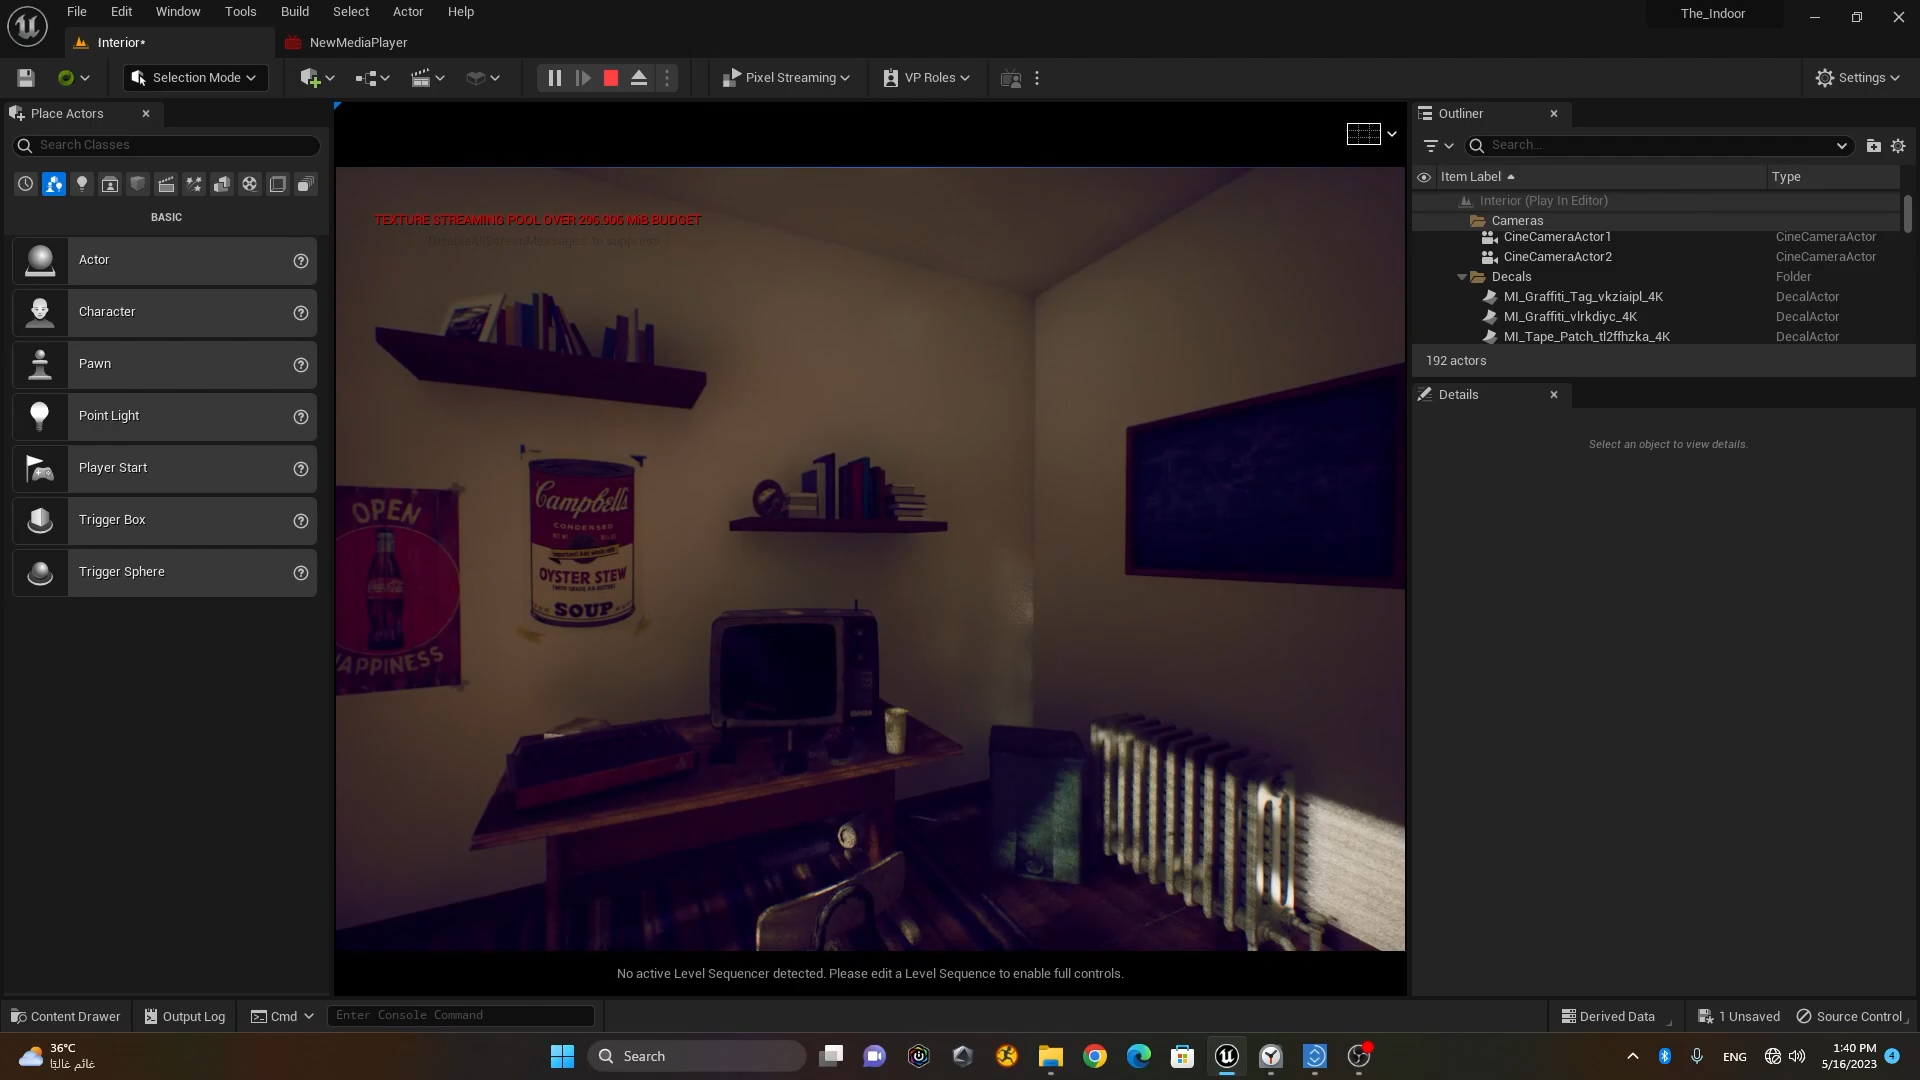 File Edit Window Tools Build Select Actor Help
The_Indoor
Interior*
NewMediaPlayer
Selection Mode
Pixel Streaming
VP Roles
Settings
Place Actors
Search Classes
BASIC
Actor
Character
Pawn
Point Light
Player Start
Trigger Box
Trigger Sphere
TEXTURE STREAMING POOL OVER 296.906 MiB BUDGET
'DisableAllScreenMessages' to suppress
OPEN
HAPPINESS
Campbell's
CONDENSED
OYSTER STEW
SOUP
No active Level Sequencer detected. Please edit a Level Sequence to enable full controls.
Outliner
Search...
Item Label
Type
Interior (Play In Editor)
Cameras
CineCameraActor1 CineCameraActor
CineCameraActor2 CineCameraActor
Decals Folder
MI_Graffiti_Tag_vkziaipl_4K DecalActor
MI_Graffiti_vlrkdiyc_4K DecalActor
MI_Tape_Patch_tl2ffhzka_4K DecalActor
192 actors
Details
Select an object to view details.
Content Drawer
Output Log
Cmd
Enter Console Command
Derived Data
1 Unsaved
Source Control
36°C
غائم غالبًا
Search
ENG
1:40 PM
5/16/2023
4